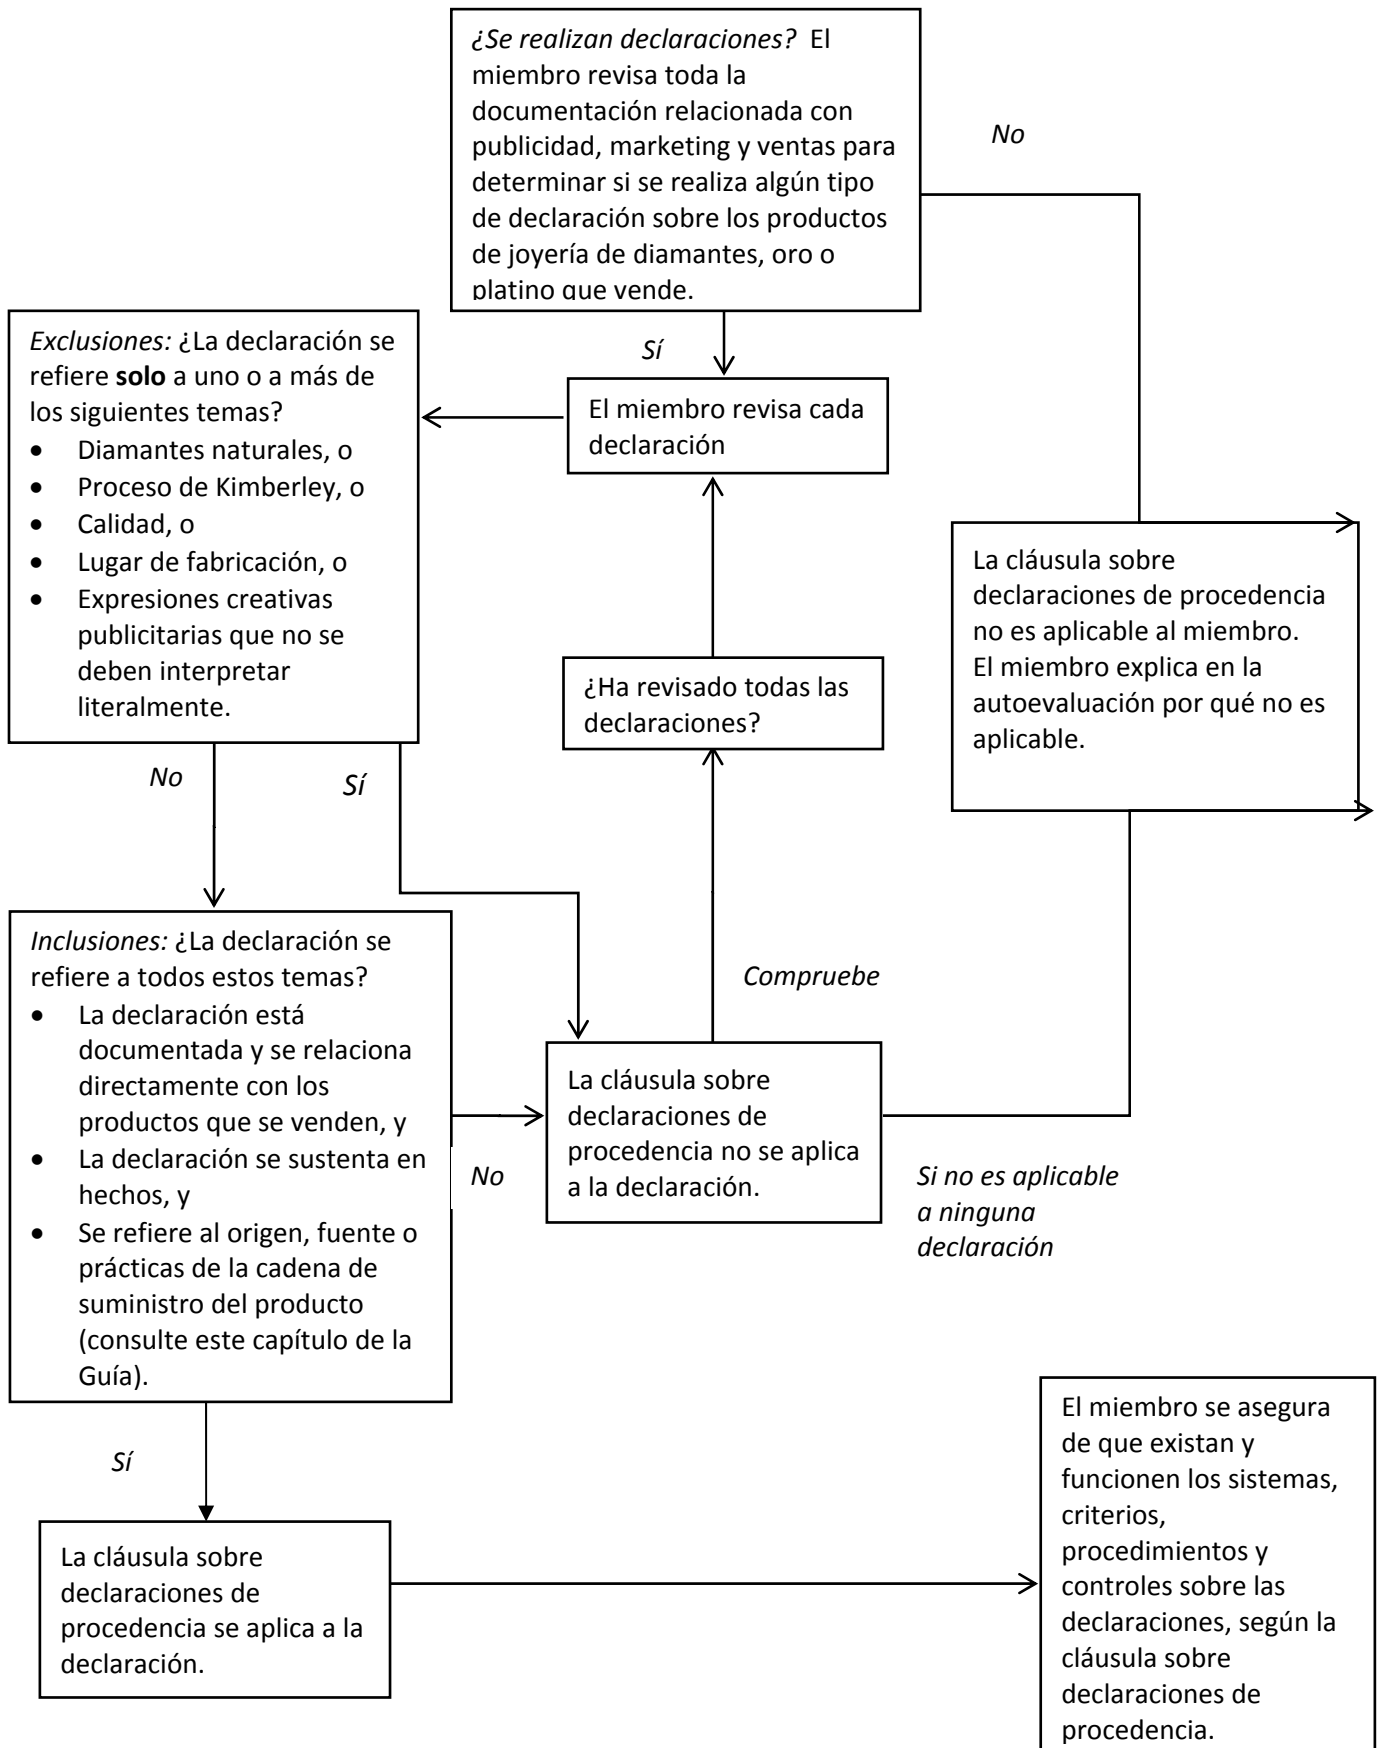 ¿Se realizan declaraciones? El
miembro revisa toda la
documentación relacionada con
publicidad, marketing y ventas para
determinar si se realiza algún tipo
de declaración sobre los productos
de joyería de diamantes, oro o
platino que vende.
No
Sí
Exclusiones: ¿La declaración se
refiere solo a uno o a más de
los siguientes temas?
• Diamantes naturales, o
• Proceso de Kimberley, o
• Calidad, o
• Lugar de fabricación, o
• Expresiones creativas
publicitarias que no se
deben interpretar
literalmente.
El miembro revisa cada
declaración
¿Ha revisado todas las
declaraciones?
La cláusula sobre
declaraciones de procedencia
no es aplicable al miembro.
El miembro explica en la
autoevaluación por qué no es
aplicable.
No
Sí
Inclusiones: ¿La declaración se
refiere a todos estos temas?
• La declaración está
documentada y se relaciona
directamente con los
productos que se venden, y
• La declaración se sustenta en
hechos, y
• Se refiere al origen, fuente o
prácticas de la cadena de
suministro del producto
(consulte este capítulo de la
Guía).
Compruebe
No
La cláusula sobre
declaraciones de
procedencia no se aplica
a la declaración.
Si no es aplicable
a ninguna
declaración
Sí
La cláusula sobre
declaraciones de
procedencia se aplica a la
declaración.
El miembro se asegura
de que existan y
funcionen los sistemas,
criterios,
procedimientos y
controles sobre las
declaraciones, según la
cláusula sobre
declaraciones de
procedencia.